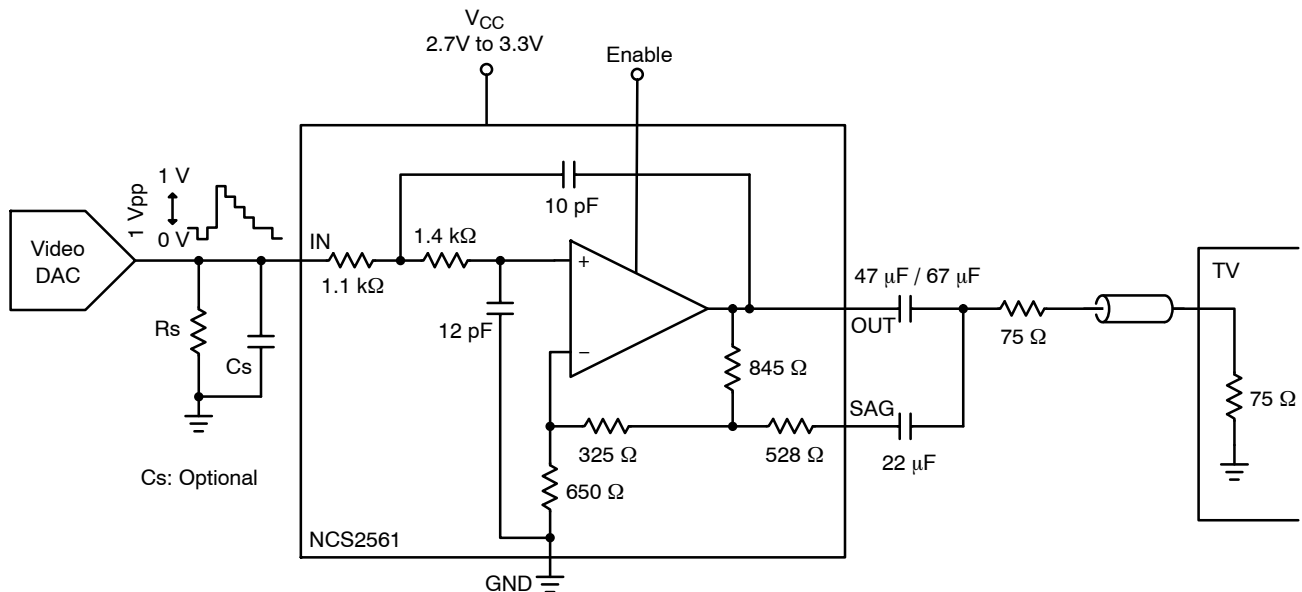 V_CC
2.7V to 3.3V
Enable
1 V
1 Vpp
0 V
Video
DAC
IN
1.4 kΩ
1.1 kΩ
10 pF
12 pF
+
−
Rs
Cs
47 μF / 67 μF
OUT
75 Ω
TV
75 Ω
845 Ω
SAG
325 Ω
528 Ω
22 μF
650 Ω
Cs: Optional
NCS2561
GND